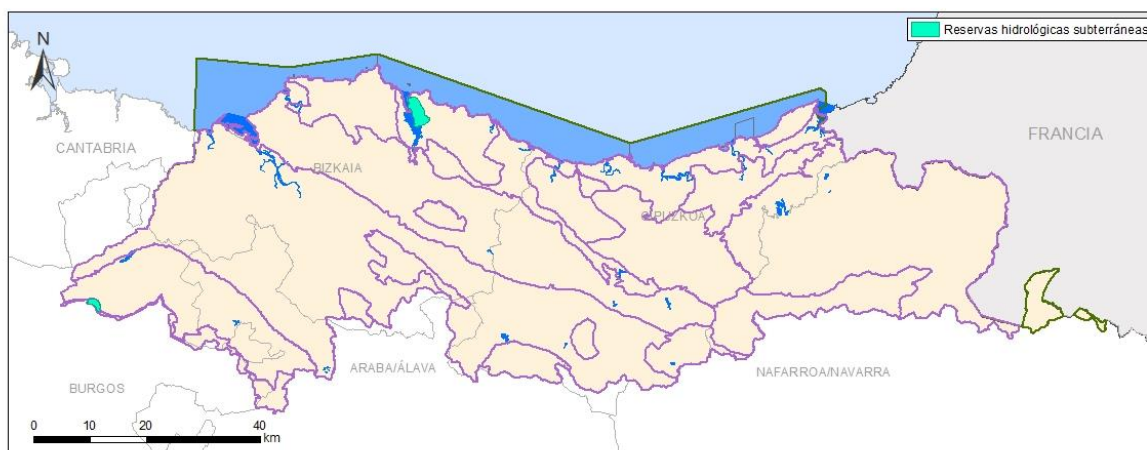 N
Reservas hidrológicas subterráneas
FRANCIA
CANTABRIA
BIZKAIA
GIPUZKOA
ARABA/ÁLAVA
NAFARROA/NAVARRA
BURGOS
0 10 20 40
km